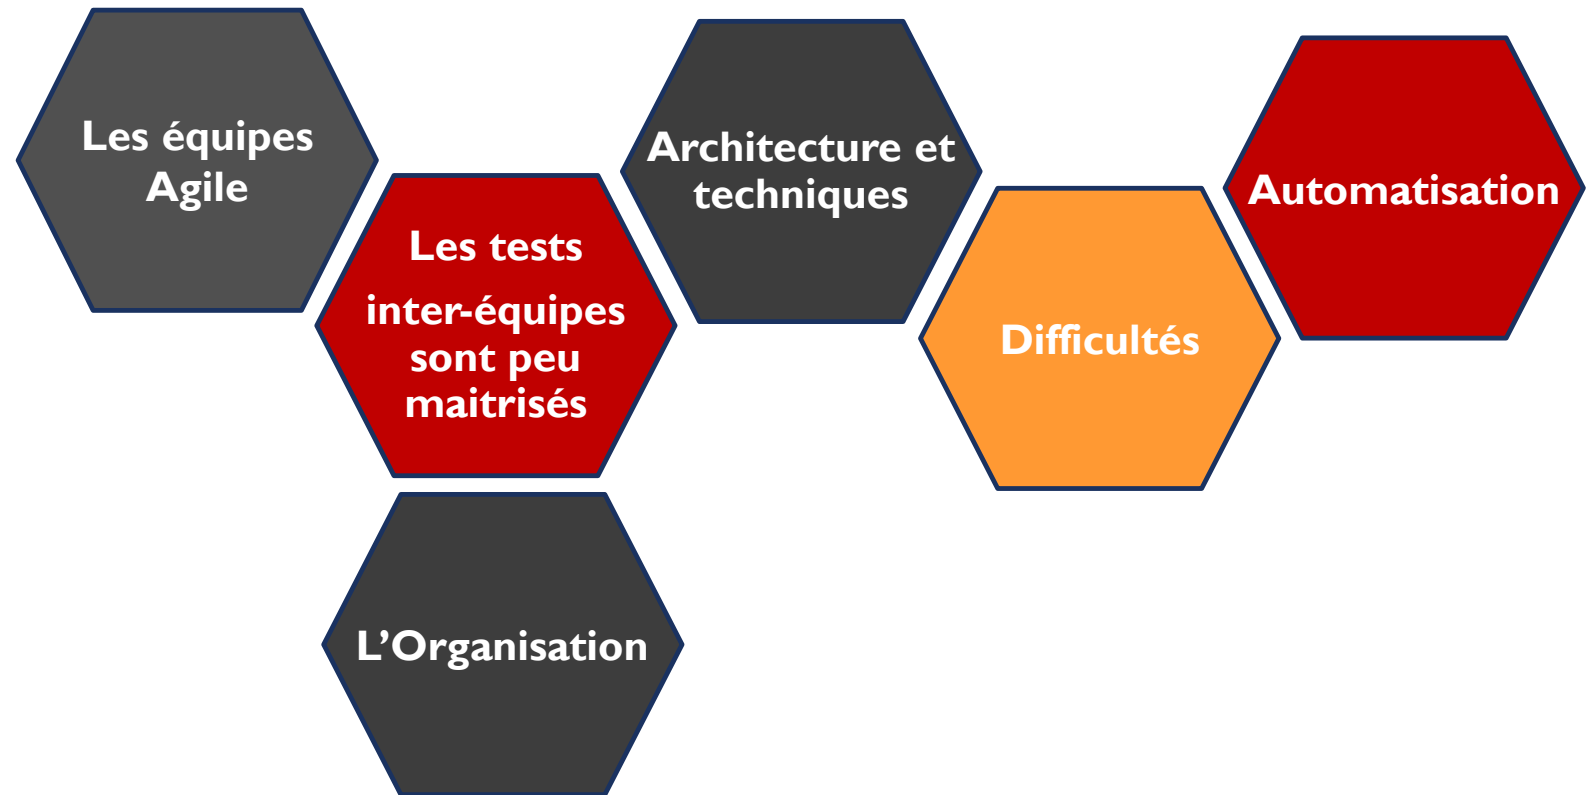 Les équipes
Agile
Les tests
inter-équipes
sont peu
maitrisés
L’Organisation
Architecture et
techniques
Difficultés
Automatisation